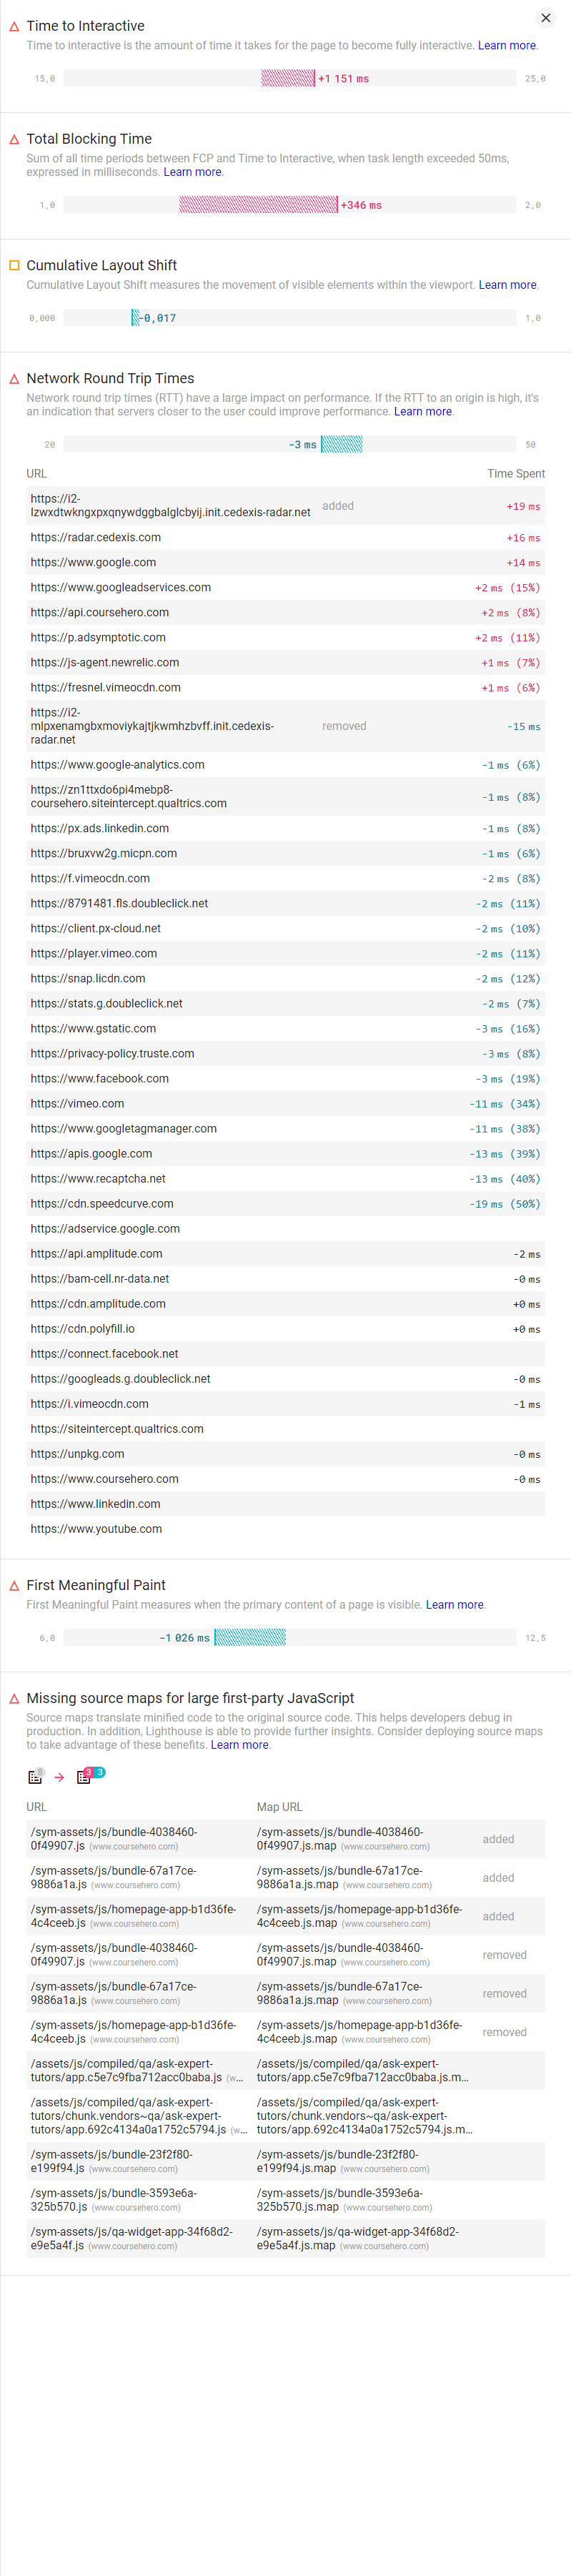 Time to Interactive
Time to interactive is the amount of time it takes for the page to become fully interactive. Learn more.
15,0 +1 151 ms 25,0
Total Blocking Time
Sum of all time periods between FCP and Time to Interactive, when task length exceeded 50ms,
expressed in milliseconds. Learn more.
1,0 +346 ms 2,0
Cumulative Layout Shift
Cumulative Layout Shift measures the movement of visible elements within the viewport. Learn more.
0,000 -0,017 1,0
Network Round Trip Times
Network round trip times (RTT) have a large impact on performance. If the RTT to an origin is high, it's
an indication that servers closer to the user could improve performance. Learn more.
20 -3 ms 50
URL Time Spent
https://i2-
lzwxdtwkngxpxqnywdggbalglcbyij.init.cedexis-radar.net added +19 ms
https://radar.cedexis.com +16 ms
https://www.google.com +14 ms
https://www.googleadservices.com +2 ms (15%)
https://api.coursehero.com +2 ms (8%)
https://p.adsymptotic.com +2 ms (11%)
https://js-agent.newrelic.com +1 ms (7%)
https://fresnel.vimeocdn.com +1 ms (6%)
https://i2-
mlpxenamgbxmoviykajtjkwmhzbvff.init.cedexis- removed -15 ms
radar.net
https://www.google-analytics.com -1 ms (6%)
https://zn1ttxdo6pi4mebp8-
coursehero.siteintercept.qualtrics.com -1 ms (8%)
https://px.ads.linkedin.com -1 ms (8%)
https://bruxvw2g.micpn.com -1 ms (6%)
https://f.vimeocdn.com -2 ms (8%)
https://8791481.fls.doubleclick.net -2 ms (11%)
https://client.px-cloud.net -2 ms (10%)
https://player.vimeo.com -2 ms (11%)
https://snap.licdn.com -2 ms (12%)
https://stats.g.doubleclick.net -2 ms (7%)
https://www.gstatic.com -3 ms (16%)
https://privacy-policy.truste.com -3 ms (8%)
https://www.facebook.com -3 ms (19%)
https://vimeo.com -11 ms (34%)
https://www.googletagmanager.com -11 ms (38%)
https://apis.google.com -13 ms (39%)
https://www.recaptcha.net -13 ms (40%)
https://cdn.speedcurve.com -19 ms (50%)
https://adservice.google.com
https://api.amplitude.com -2 ms
https://bam-cell.nr-data.net -0 ms
https://cdn.amplitude.com +0 ms
https://cdn.polyfill.io +0 ms
https://connect.facebook.net
https://googleads.g.doubleclick.net -0 ms
https://i.vimeocdn.com -1 ms
https://siteintercept.qualtrics.com
https://unpkg.com -0 ms
https://www.coursehero.com -0 ms
https://www.linkedin.com
https://www.youtube.com
First Meaningful Paint
First Meaningful Paint measures when the primary content of a page is visible. Learn more.
6,0 -1 026 ms 12,5
Missing source maps for large first-party JavaScript
Source maps translate minified code to the original source code. This helps developers debug in
production. In addition, Lighthouse is able to provide further insights. Consider deploying source maps
to take advantage of these benefits. Learn more.
8 → 3 3
URL Map URL
/sym-assets/js/bundle-4038460- /sym-assets/js/bundle-4038460-
0f49907.js (www.coursehero.com) 0f49907.js.map (www.coursehero.com) added
/sym-assets/js/bundle-67a17ce- /sym-assets/js/bundle-67a17ce-
9886a1a.js (www.coursehero.com) 9886a1a.js.map (www.coursehero.com) added
/sym-assets/js/homepage-app-b1d36fe- /sym-assets/js/homepage-app-b1d36fe-
4c4ceeb.js (www.coursehero.com) 4c4ceeb.js.map (www.coursehero.com) added
/sym-assets/js/bundle-4038460- /sym-assets/js/bundle-4038460-
0f49907.js (www.coursehero.com) 0f49907.js.map (www.coursehero.com) removed
/sym-assets/js/bundle-67a17ce- /sym-assets/js/bundle-67a17ce-
9886a1a.js (www.coursehero.com) 9886a1a.js.map (www.coursehero.com) removed
/sym-assets/js/homepage-app-b1d36fe- /sym-assets/js/homepage-app-b1d36fe-
4c4ceeb.js (www.coursehero.com) 4c4ceeb.js.map (www.coursehero.com) removed
/assets/js/compiled/qa/ask-expert- /assets/js/compiled/qa/ask-expert-
tutors/app.c5e7c9fba712acc0baba.js (w... tutors/app.c5e7c9fba712acc0baba.js.m...
/assets/js/compiled/qa/ask-expert- /assets/js/compiled/qa/ask-expert-
tutors/chunk.vendors~qa/ask-expert- tutors/chunk.vendors~qa/ask-expert-
tutors/app.692c4134a0a1752c5794.js (w... tutors/app.692c4134a0a1752c5794.js.m...
/sym-assets/js/bundle-23f2f80- /sym-assets/js/bundle-23f2f80-
e199f94.js (www.coursehero.com) e199f94.js.map (www.coursehero.com)
/sym-assets/js/bundle-3593e6a- /sym-assets/js/bundle-3593e6a-
325b570.js (www.coursehero.com) 325b570.js.map (www.coursehero.com)
/sym-assets/js/qa-widget-app-34f68d2- /sym-assets/js/qa-widget-app-34f68d2-
e9e5a4f.js (www.coursehero.com) e9e5a4f.js.map (www.coursehero.com)